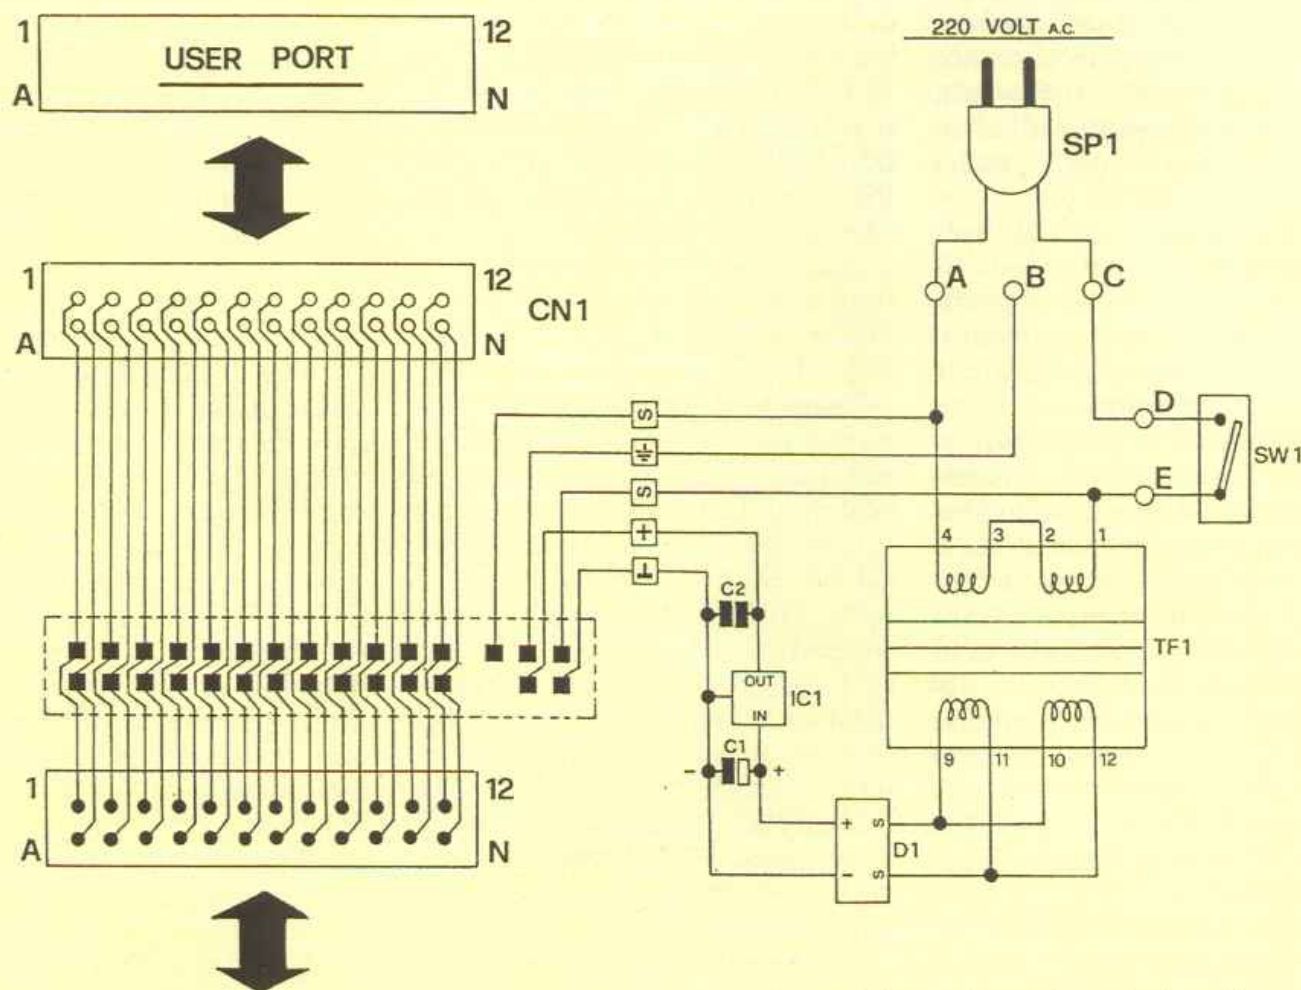 220 VOLT A.C.
1 12
USER PORT
A N
SP1
1 12
CN1
A N
A B C
S
D
⏚
SW1
S
E
+
4 3 2 1
⊥
C2
TF1
OUT
IC1
IN
C1
- +
9 11 10 12
1 12
+ S
D1
- S
A N